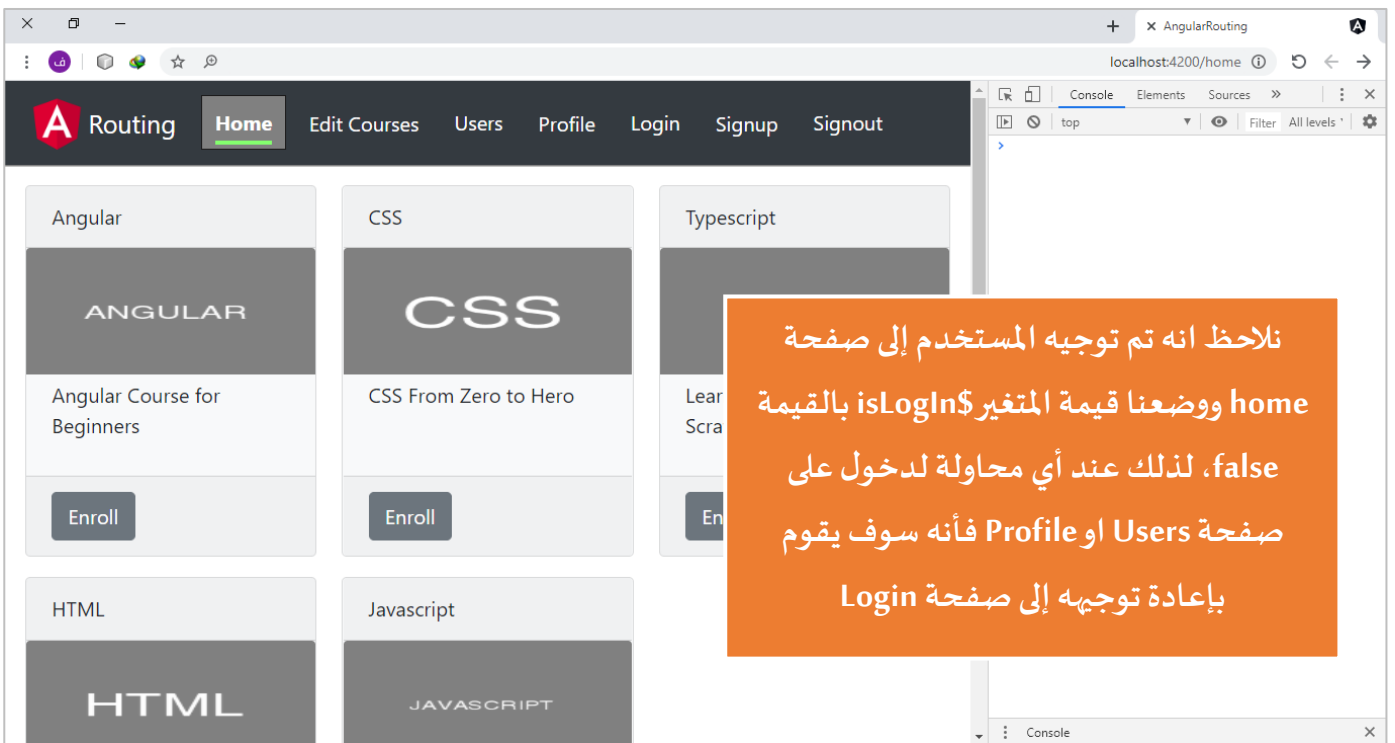 AngularRouting
localhost:4200/home
ف
Routing
Home
Edit Courses
Users
Profile
Login
Signup
Signout
Console
Elements
Sources
»
top
Filter
All levels
Angular
CSS
Typescript
ANGULAR
CSS
Angular Course for
Beginners
CSS From Zero to Hero
Lear
Scra
Enroll
Enroll
En
HTML
Javascript
HTML
JAVASCRIPT
نلاحظ انه تم توجيه المستخدم إلى صفحة
home ووضعنا قيمة المتغير isLogIn$ بالقيمة
false، لذلك عند أي محاولة لدخول على
صفحة Users او Profile فأنه سوف يقوم
بإعادة توجيهه إلى صفحة Login
Console